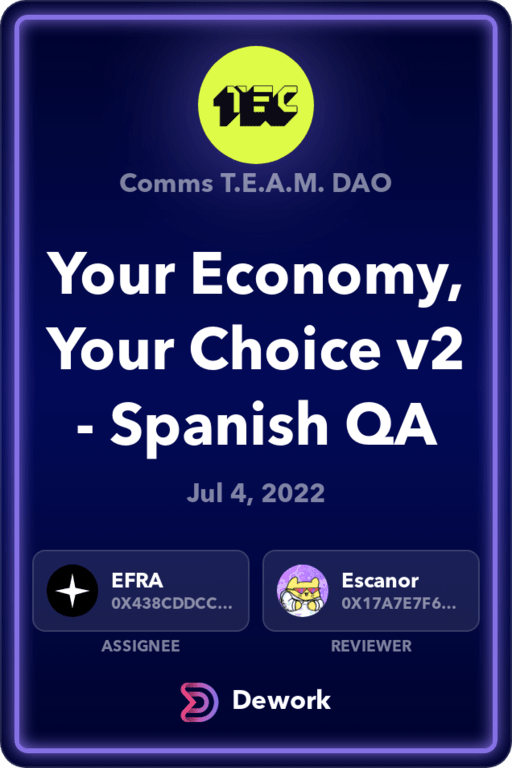 TEC
Comms T.E.A.M. DAO
Your Economy,
Your Choice v2
- Spanish QA
Jul 4, 2022
EFRA
0X438CDDCC...
Escanor
0X17A7E7F6...
ASSIGNEE
REVIEWER
Dework